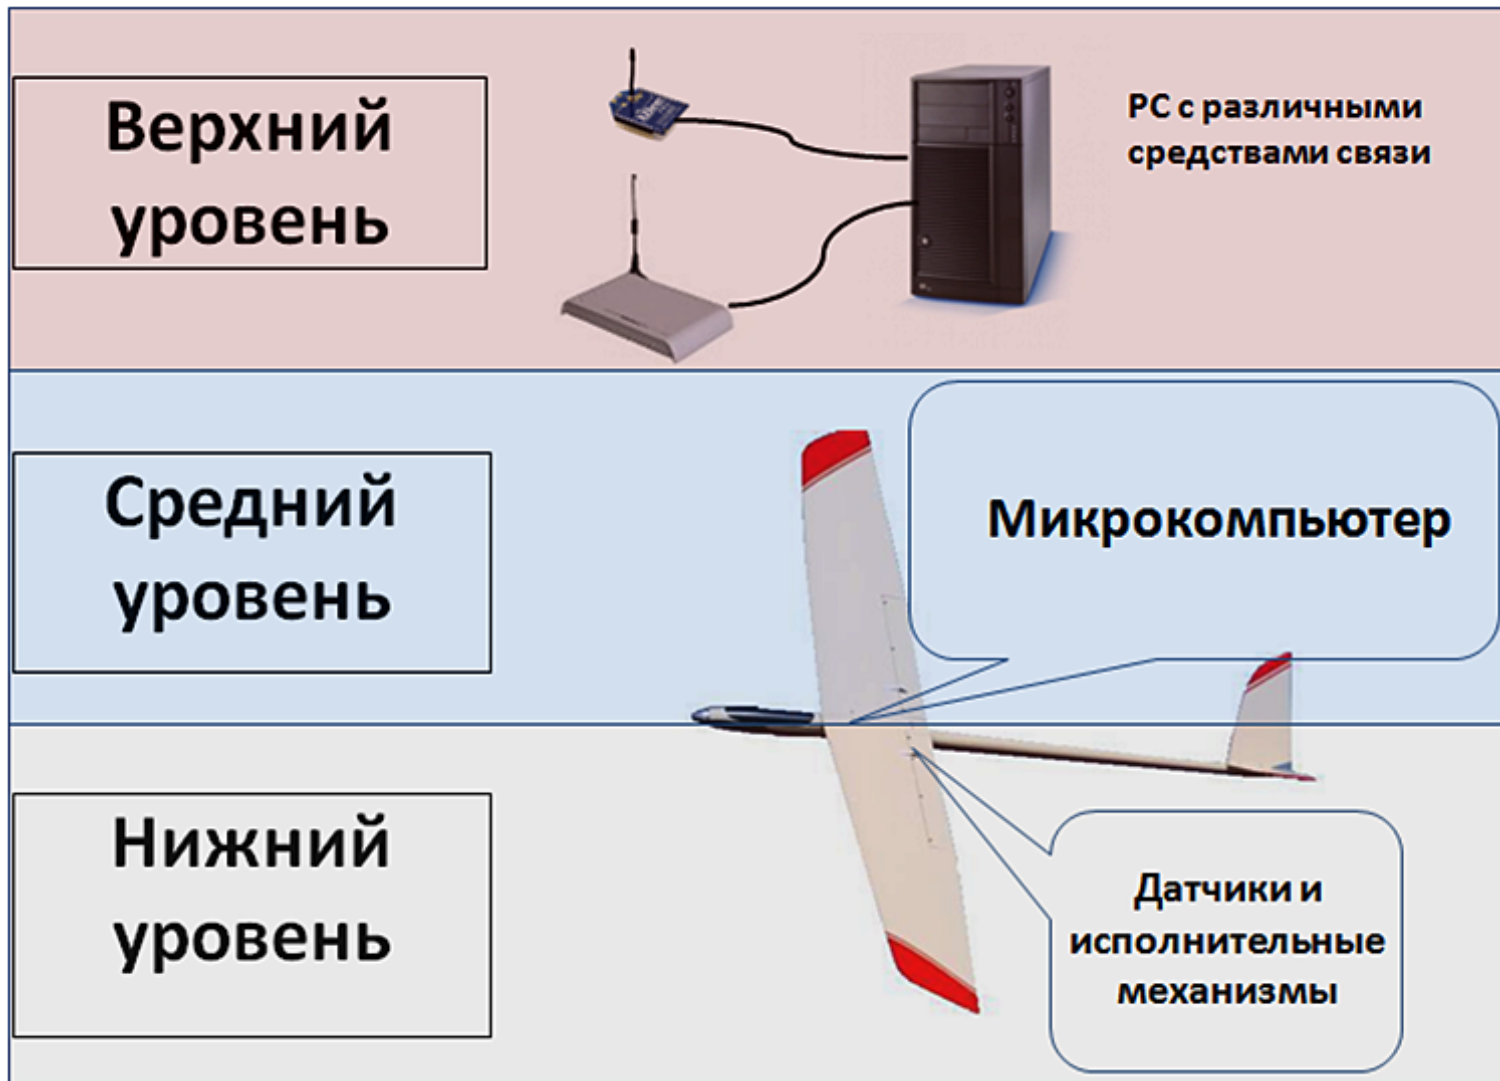 Верхний
уровень
PC с различными
средствами связи
Средний
уровень
Микрокомпьютер
Нижний
уровень
Датчики и
исполнительные
механизмы